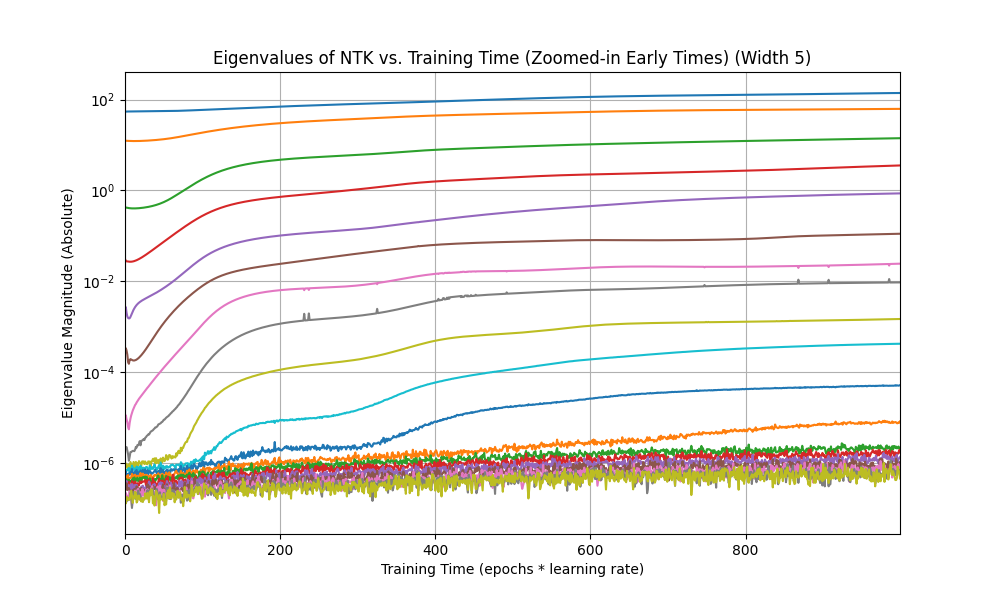 Eigenvalues of NTK vs. Training Time (Zoomed-in Early Times) (Width 5)
Eigenvalue Magnitude (Absolute)
10²
10⁰
10⁻²
10⁻⁴
10⁻⁶
0 200 400 600 800
Training Time (epochs * learning rate)